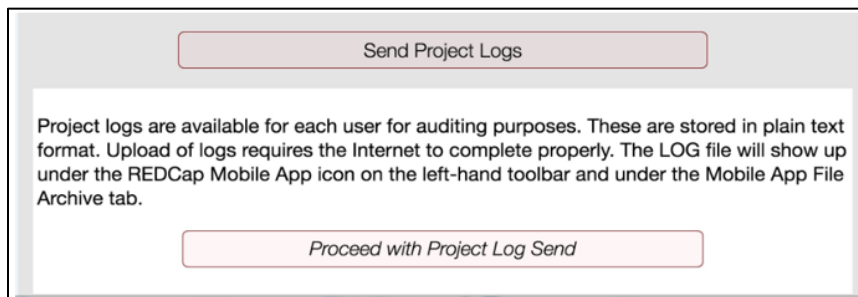 Send Project Logs
Project logs are available for each user for auditing purposes. These are stored in plain text
format. Upload of logs requires the Internet to complete properly. The LOG file will show up
under the REDCap Mobile App icon on the left-hand toolbar and under the Mobile App File
Archive tab.
Proceed with Project Log Send